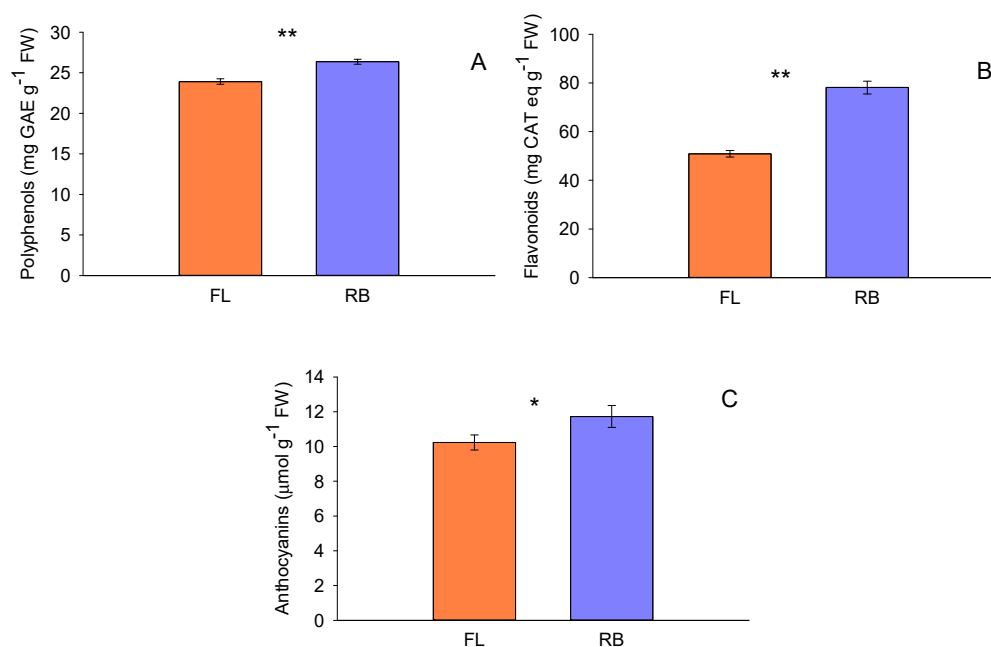 Polyphenols (mg GAE g⁻¹ FW)
30
25
20
15
10
5
0
**
A
FL
RB
Flavonoids (mg CAT eq g⁻¹ FW)
100
80
60
40
20
0
**
B
FL
RB
Anthocyanins (μmol g⁻¹ FW)
14
12
10
8
6
4
2
0
*
C
FL
RB